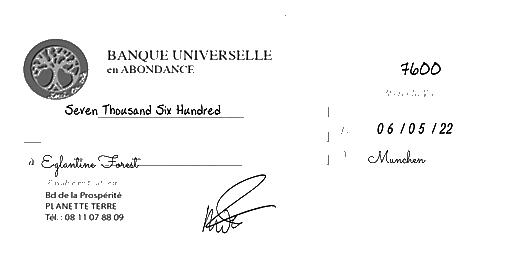 BANQUE UNIVERSELLE
en ABONDANCE
7600
Seven Thousand Six Hundred
06/05/22
à Eglantine Forest
Munchen
Bd de la Prospérité
PLANETTE TERRE
Tél. : 08 11 07 88 09